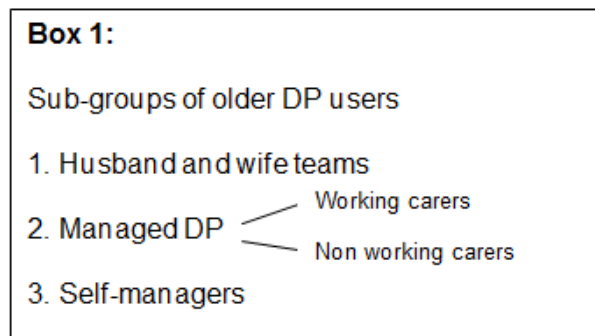 Box 1:
Sub-groups of older DP users
1. Husband and wife teams
Working carers
2. Managed DP
Non working carers
3. Self-managers